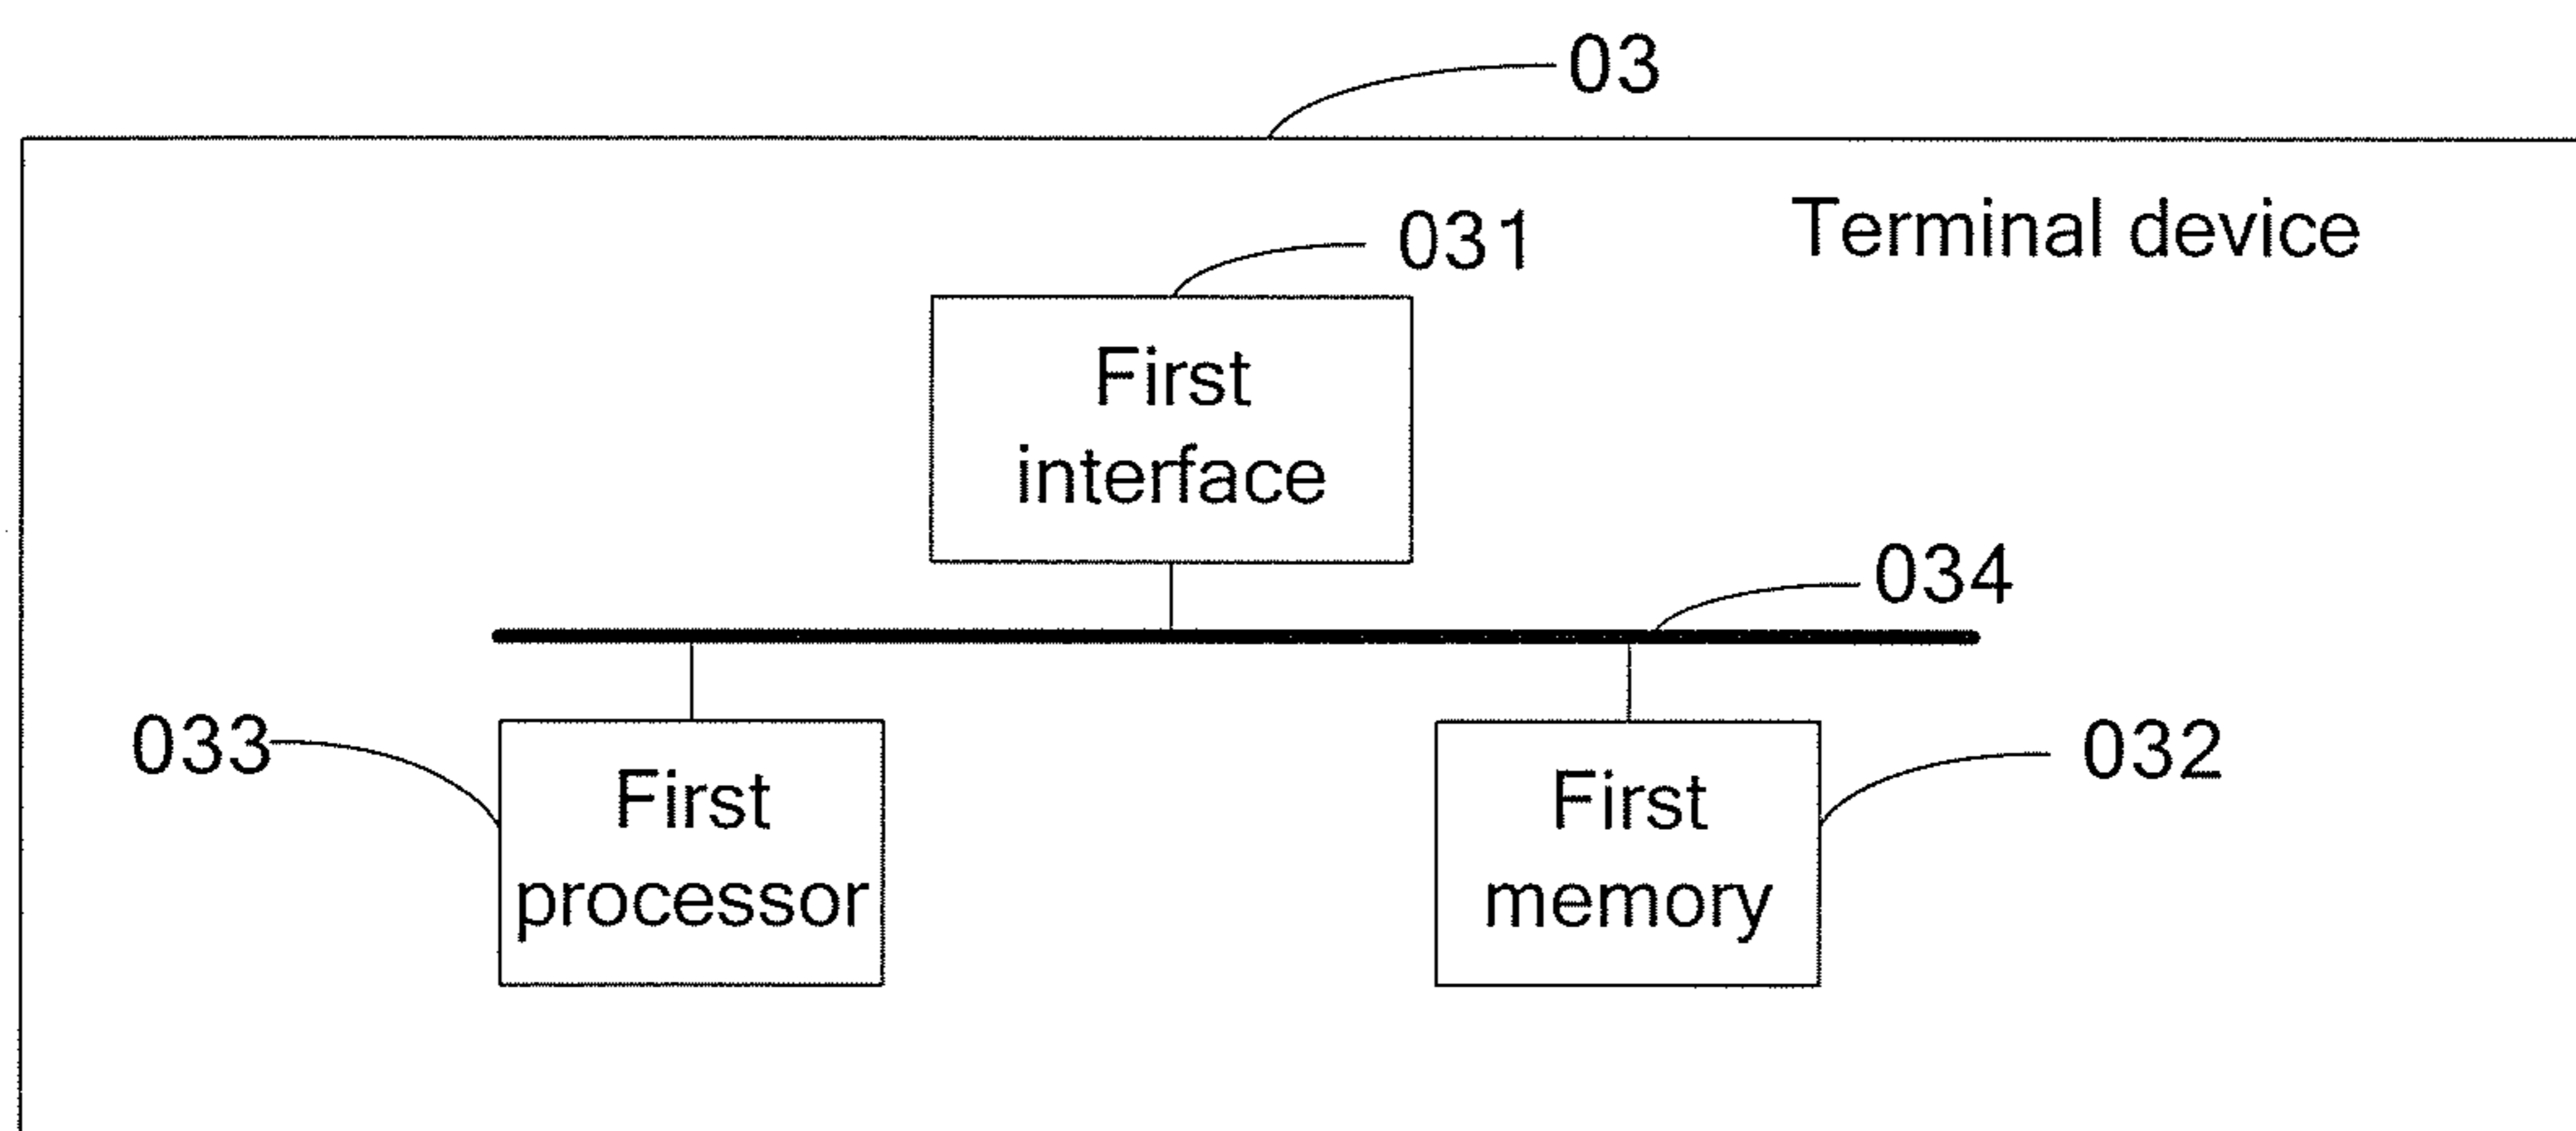 03
Terminal device
031
First
interface
034
033
First
processor
First
memory
032